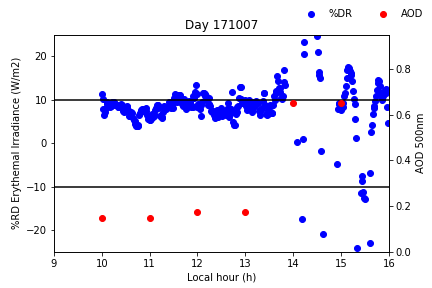 %DR AOD
Day 171007
20
10
0
−10
−20
%RD Erythermal Irradiance (W/m2)
0.8
0.6
0.4
0.2
0.0
AOD 500nm
9 10 11 12 13 14 15 16
Local hour (h)